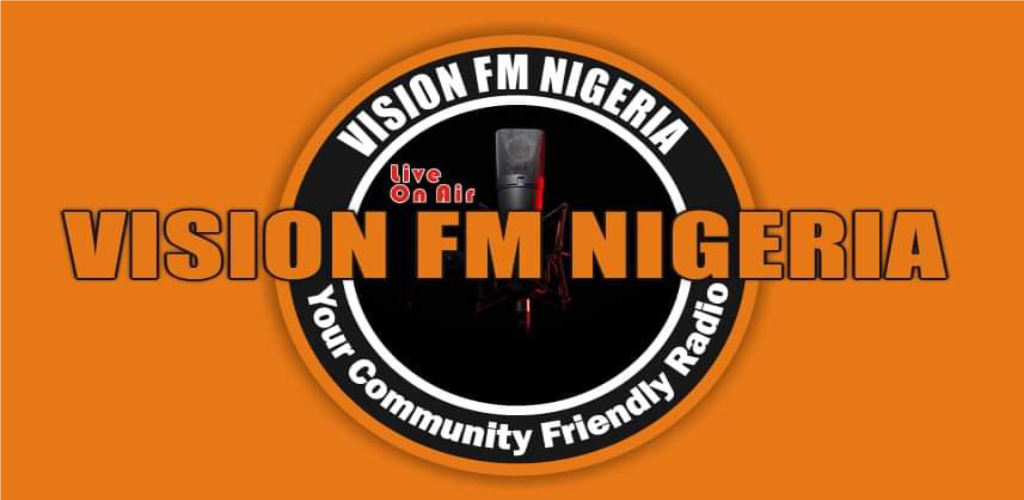 VISION FM NIGERIA
Live
On Air
VISION FM NIGERIA
Your Community Friendly Radio